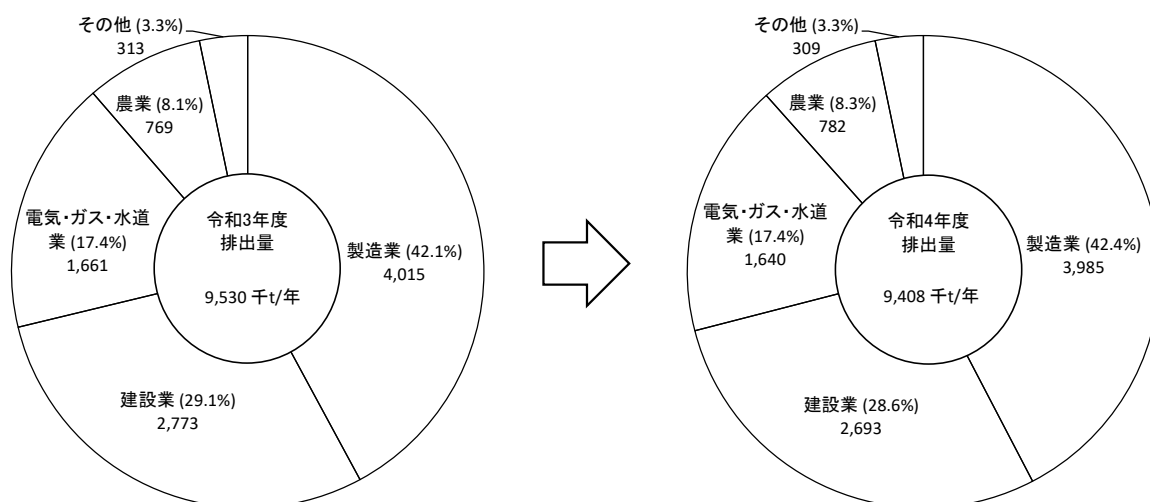 その他 (3.3%)
313
農業 (8.1%)
769
電気・ガス・水道
業 (17.4%)
1,661
令和3年度
排出量
9,530 千t/年
製造業 (42.1%)
4,015
建設業 (29.1%)
2,773
その他 (3.3%)
309
農業 (8.3%)
782
電気・ガス・水道
業 (17.4%)
1,640
令和4年度
排出量
9,408 千t/年
製造業 (42.4%)
3,985
建設業 (28.6%)
2,693